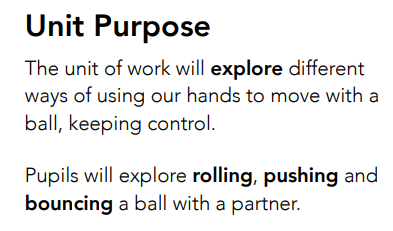 Unit Purpose
The unit of work will explore different
ways of using our hands to move with a
ball, keeping control.
Pupils will explore rolling, pushing and
bouncing a ball with a partner.